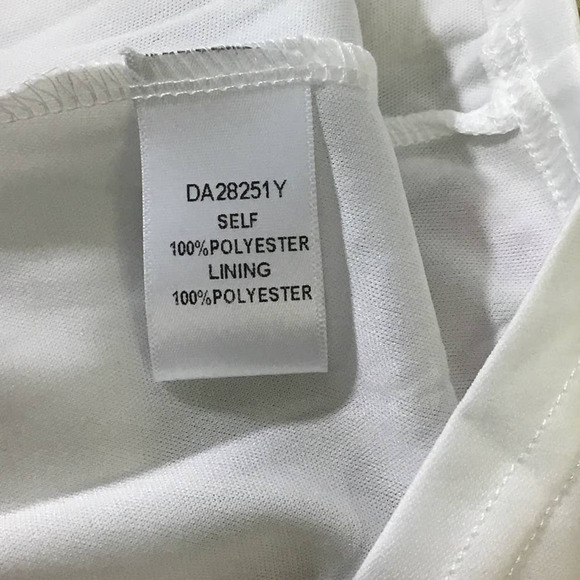 DA28251Y
SELF
100%POLYESTER
LINING
100%POLYESTER